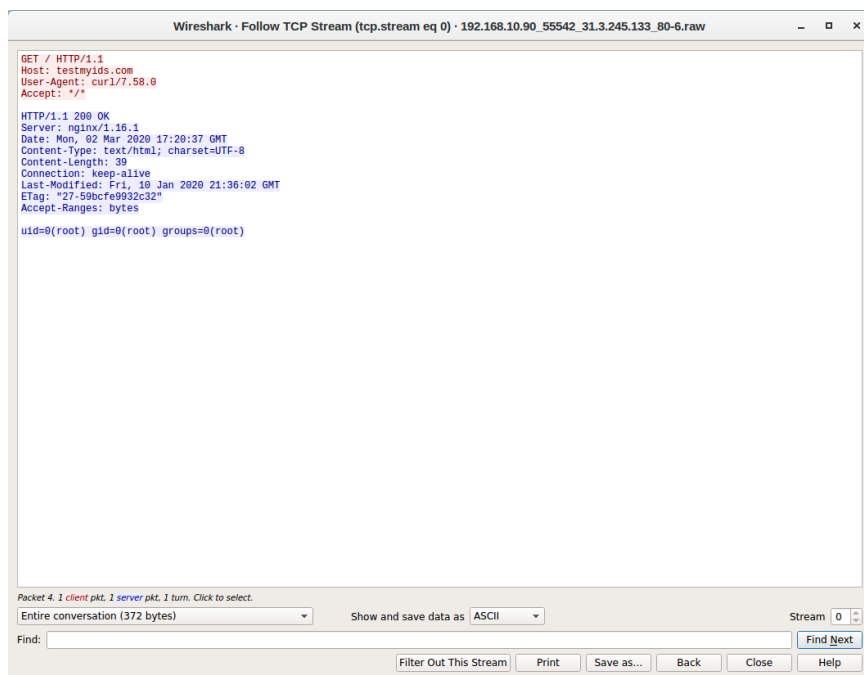 Wireshark · Follow TCP Stream (tcp.stream eq 0) · 192.168.10.90_55542_31.3.245.133_80-6.raw
GET / HTTP/1.1
Host: testmyids.com
User-Agent: curl/7.58.0
Accept: */*
HTTP/1.1 200 OK
Server: nginx/1.16.1
Date: Mon, 02 Mar 2020 17:20:37 GMT
Content-Type: text/html; charset=UTF-8
Content-Length: 39
Connection: keep-alive
Last-Modified: Fri, 10 Jan 2020 21:36:02 GMT
ETag: "27-59bcfe9932c32"
Accept-Ranges: bytes
uid=0(root) gid=0(root) groups=0(root)
Packet 4. 1 client pkt, 1 server pkt, 1 turn. Click to select.
Entire conversation (372 bytes) Show and save data as ASCII Stream 0
Find: Find Next
Filter Out This Stream Print Save as... Back Close Help